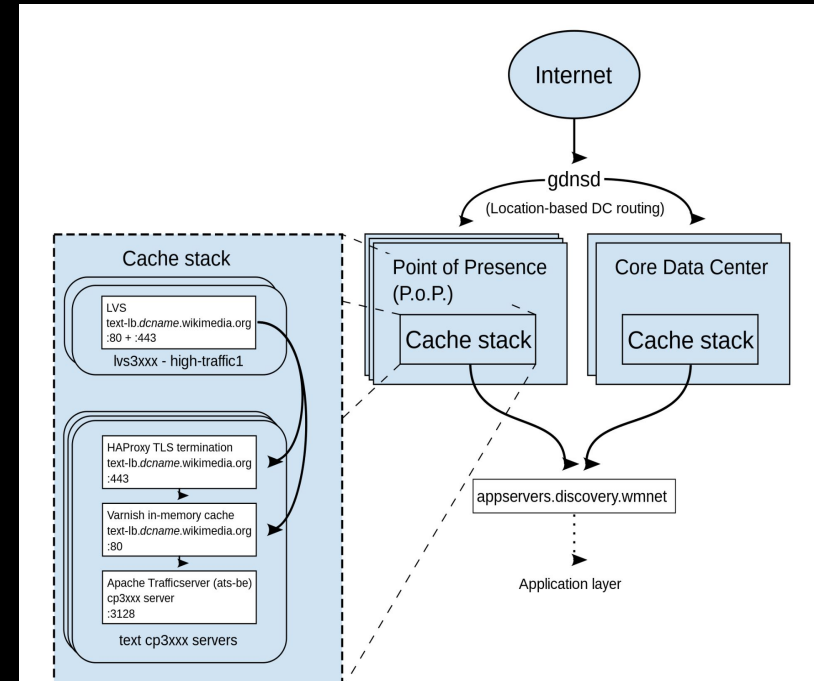 Internet
gdnsd
(Location-based DC routing)
Cache stack
LVS
text-lb.dcname.wikimedia.org
:80 + :443
lvs3xxx - high-traffic1
HAProxy TLS termination
text-lb.dcname.wikimedia.org
:443
Varnish in-memory cache
text-lb.dcname.wikimedia.org
:80
Apache Trafficserver (ats-be)
cp3xxx server
:3128
text cp3xxx servers
Point of Presence
(P.o.P.)
Cache stack
Core Data Center
Cache stack
appservers.discovery.wmnet
Application layer